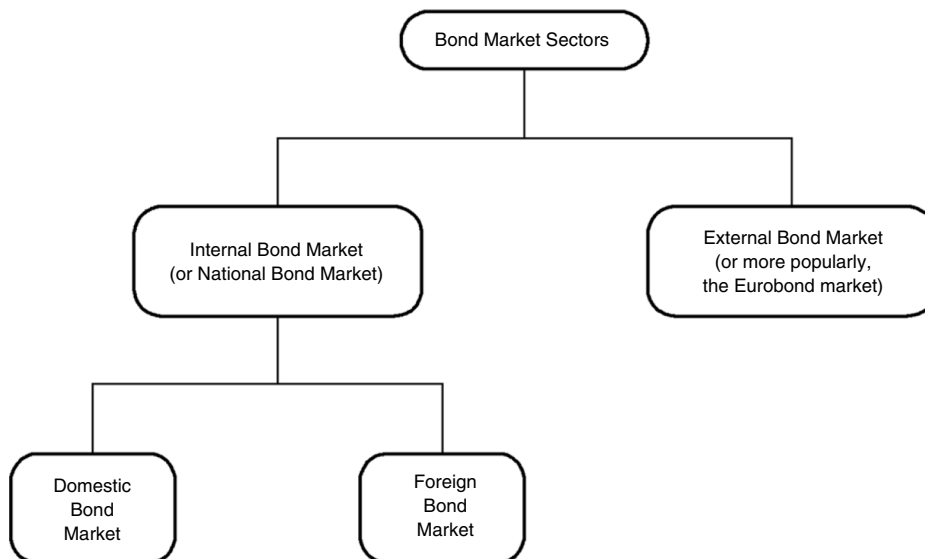 Bond Market Sectors
Internal Bond Market
(or National Bond Market)
External Bond Market
(or more popularly,
the Eurobond market)
Domestic
Bond
Market
Foreign
Bond
Market